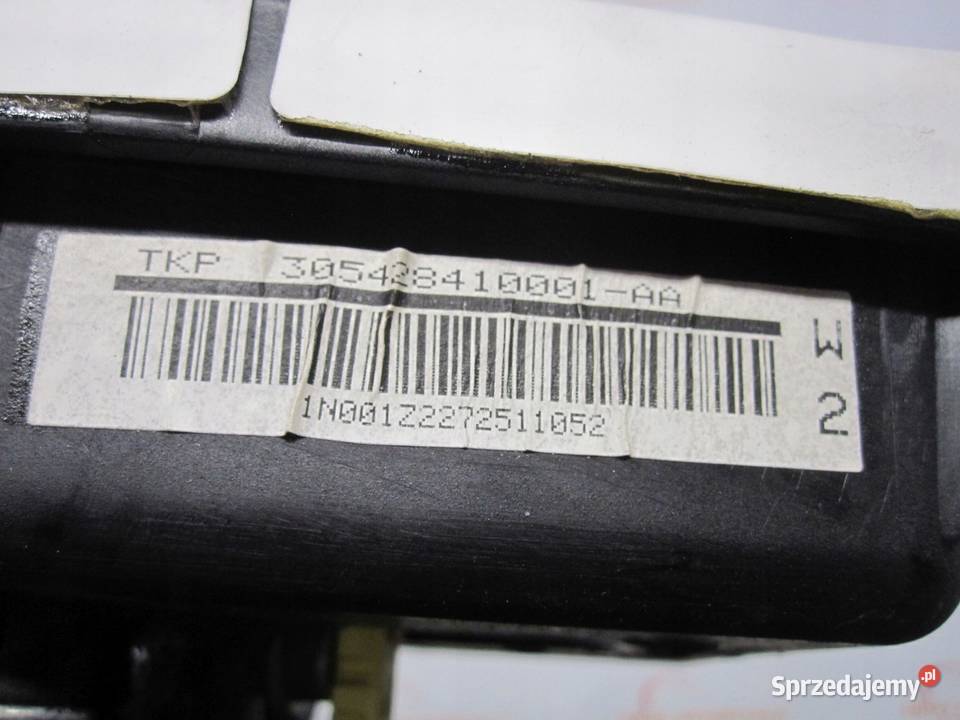 TKP 305428410001-AA
1N001Z2272511052
W
2
Sprzedajemy.pl